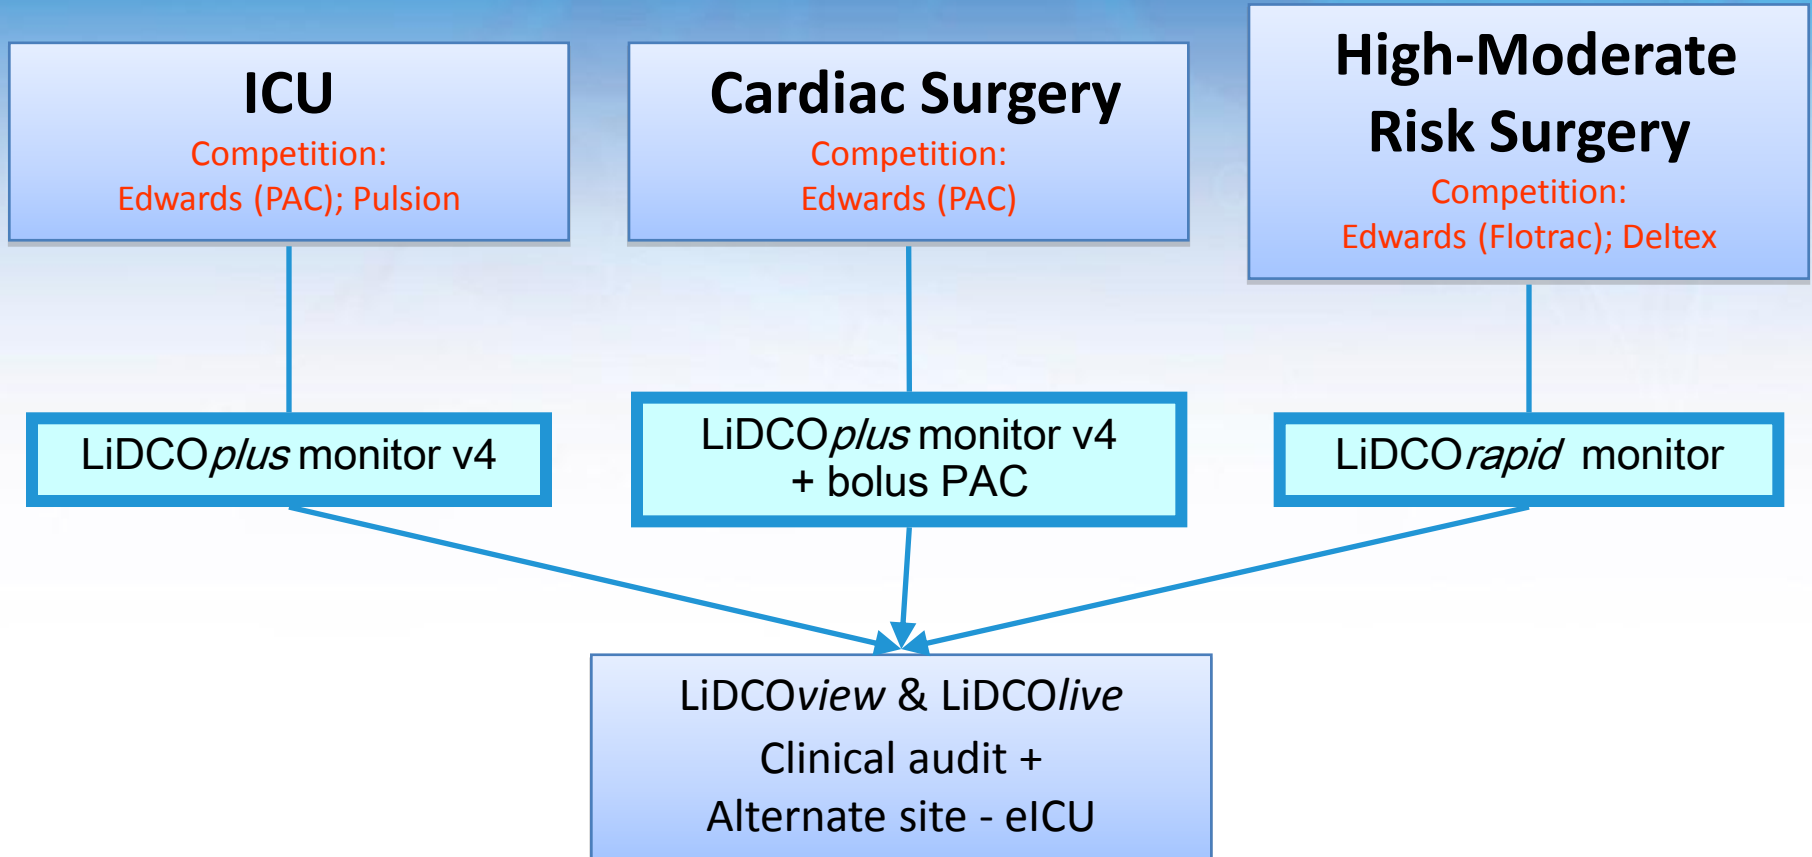 ICU
Competition:
Edwards (PAC); Pulsion
Cardiac Surgery
Competition:
Edwards (PAC)
High-Moderate
Risk Surgery
Competition:
Edwards (Flotrac); Deltex
LiDCOplus monitor v4
LiDCOplus monitor v4
+ bolus PAC
LiDCOrapid monitor
LiDCOview & LiDCOlive
Clinical audit +
Alternate site - eICU